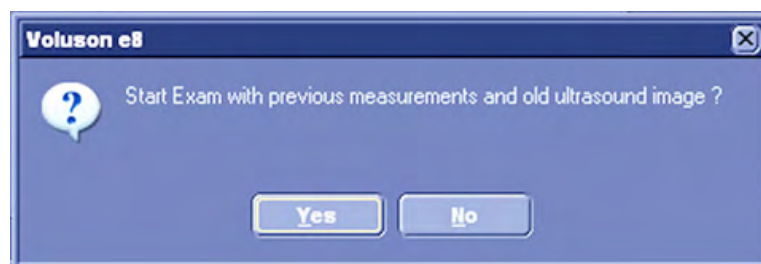 Voluson e8
Start Exam with previous measurements and old ultrasound image ?
Yes No